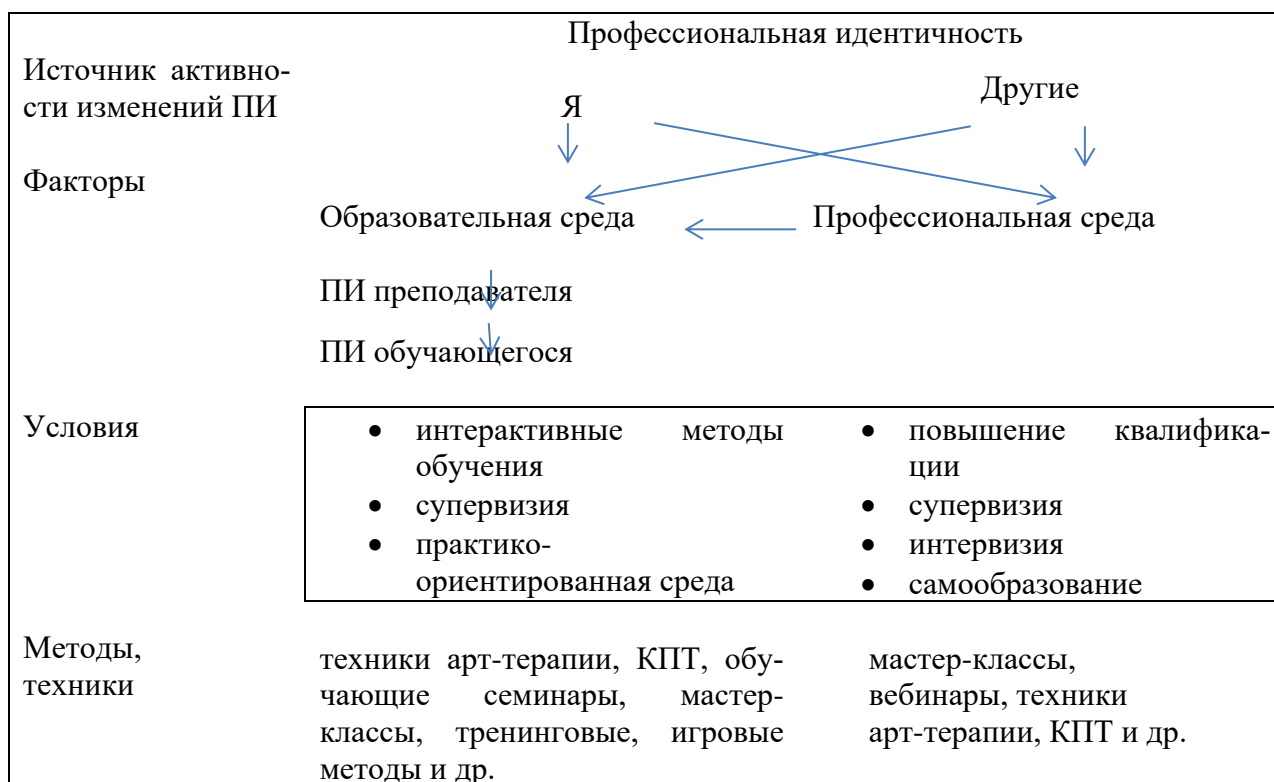 Профессиональная идентичность
Источник активно-
сти изменений ПИ
Я
Другие
Факторы
Образовательная среда
Профессиональная среда
ПИ преподавателя
ПИ обучающегося
Условия
• интерактивные методы
обучения
• супервизия
• практико-
ориентированная среда
• повышение квалифика-
ции
• супервизия
• интервизия
• самообразование
Методы,
техники
техники арт-терапии, КПТ, обу-
чающие семинары, мастер-
классы, тренинговые, игровые
методы и др.
мастер-классы,
вебинары, техники
арт-терапии, КПТ и др.